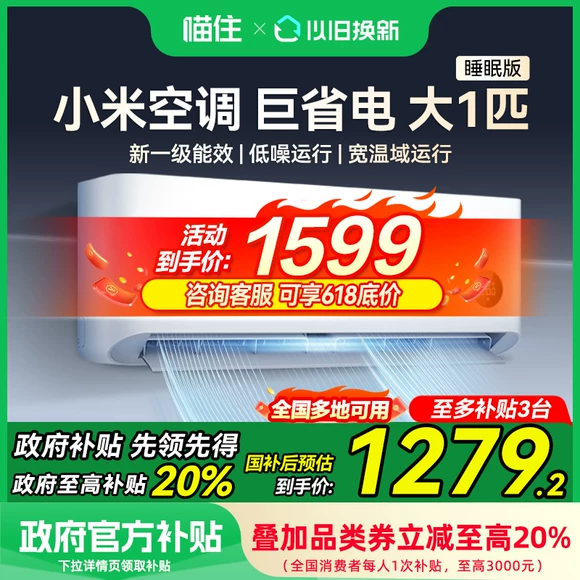 喵住 × 以旧换新
睡眠版
小米空调 巨省电 大1匹
新一级能效 | 低噪运行 | 宽温域运行
活动
到手价:
1599
咨询客服 可享618底价
全国多地可用
至多补贴3台
政府补贴 先领先得
政府至高补贴 20%
国补后预估
到手价:
1279.2
政府官方补贴
下拉详情页领取补贴
叠加品类券立减至高20%
(全国消费者每人1次补贴,至高3000元)